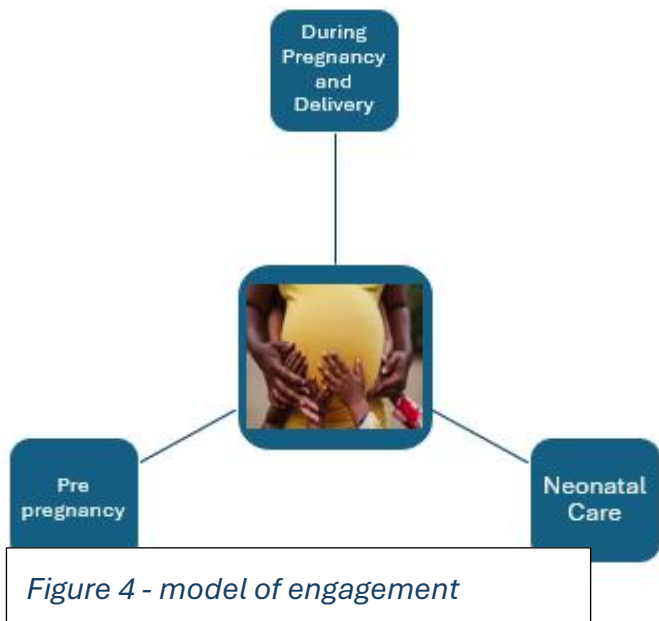 During
Pregnancy
and
Delivery
Pre
pregnancy
Neonatal
Care
Figure 4 - model of engagement